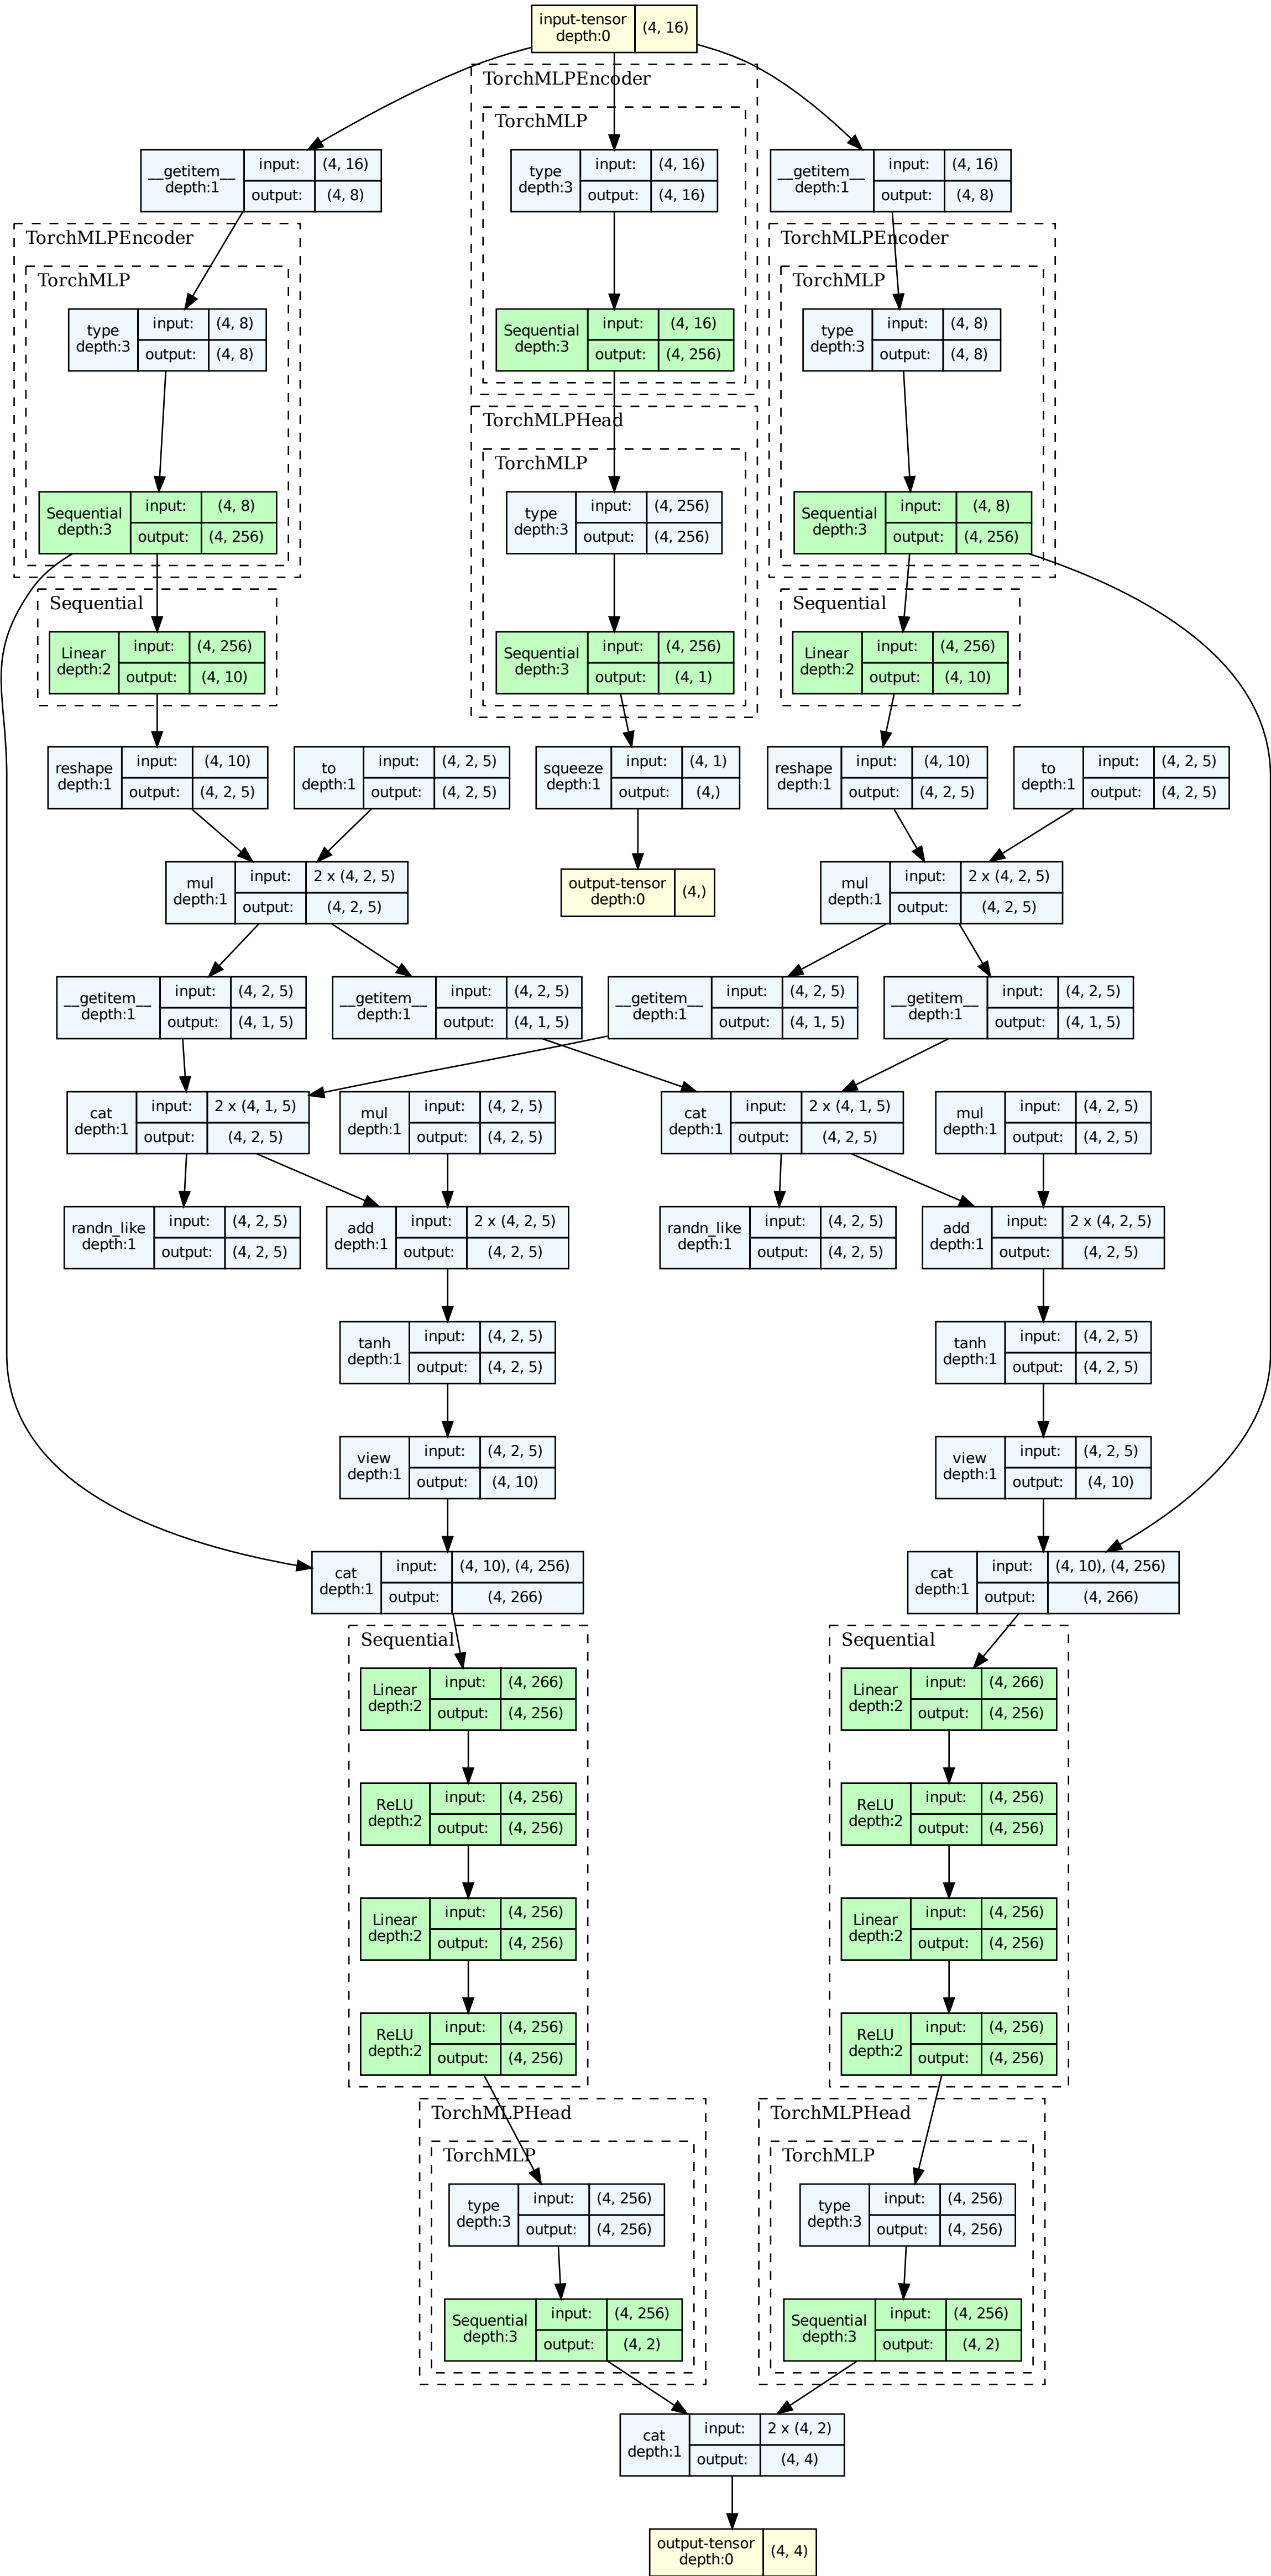 input-tensor
depth:0
(4, 16)
TorchMLPEncoder
TorchMLP
__getitem__
depth:1
input:
(4, 16)
output:
(4, 8)
type
depth:3
input:
(4, 16)
output:
(4, 16)
__getitem__
depth:1
input:
(4, 16)
output:
(4, 8)
TorchMLPEncoder
TorchMLP
type
depth:3
input:
(4, 8)
output:
(4, 8)
Sequential
depth:3
input:
(4, 16)
output:
(4, 256)
TorchMLPEncoder
TorchMLP
type
depth:3
input:
(4, 8)
output:
(4, 8)
TorchMLPHead
TorchMLP
Sequential
depth:3
input:
(4, 8)
output:
(4, 256)
type
depth:3
input:
(4, 256)
output:
(4, 256)
Sequential
depth:3
input:
(4, 8)
output:
(4, 256)
Sequential
Linear
depth:2
input:
(4, 256)
output:
(4, 10)
Sequential
depth:3
input:
(4, 256)
output:
(4, 1)
Sequential
Linear
depth:2
input:
(4, 256)
output:
(4, 10)
reshape
depth:1
input:
(4, 10)
output:
(4, 2, 5)
to
depth:1
input:
(4, 2, 5)
output:
(4, 2, 5)
squeeze
depth:1
input:
(4, 1)
output:
(4,)
reshape
depth:1
input:
(4, 10)
output:
(4, 2, 5)
to
depth:1
input:
(4, 2, 5)
output:
(4, 2, 5)
mul
depth:1
input:
2 x (4, 2, 5)
output:
(4, 2, 5)
output-tensor
depth:0
(4,)
mul
depth:1
input:
2 x (4, 2, 5)
output:
(4, 2, 5)
__getitem__
depth:1
input:
(4, 2, 5)
output:
(4, 1, 5)
__getitem__
depth:1
input:
(4, 2, 5)
output:
(4, 1, 5)
__getitem__
depth:1
input:
(4, 2, 5)
output:
(4, 1, 5)
__getitem__
depth:1
input:
(4, 2, 5)
output:
(4, 1, 5)
cat
depth:1
input:
2 x (4, 1, 5)
output:
(4, 2, 5)
mul
depth:1
input:
(4, 2, 5)
output:
(4, 2, 5)
cat
depth:1
input:
2 x (4, 1, 5)
output:
(4, 2, 5)
mul
depth:1
input:
(4, 2, 5)
output:
(4, 2, 5)
randn_like
depth:1
input:
(4, 2, 5)
output:
(4, 2, 5)
add
depth:1
input:
2 x (4, 2, 5)
output:
(4, 2, 5)
randn_like
depth:1
input:
(4, 2, 5)
output:
(4, 2, 5)
add
depth:1
input:
2 x (4, 2, 5)
output:
(4, 2, 5)
tanh
depth:1
input:
(4, 2, 5)
output:
(4, 2, 5)
tanh
depth:1
input:
(4, 2, 5)
output:
(4, 2, 5)
view
depth:1
input:
(4, 2, 5)
output:
(4, 10)
view
depth:1
input:
(4, 2, 5)
output:
(4, 10)
cat
depth:1
input:
(4, 10), (4, 256)
output:
(4, 266)
cat
depth:1
input:
(4, 10), (4, 256)
output:
(4, 266)
Sequential
Linear
depth:2
input:
(4, 266)
output:
(4, 256)
Sequential
Linear
depth:2
input:
(4, 266)
output:
(4, 256)
ReLU
depth:2
input:
(4, 256)
output:
(4, 256)
ReLU
depth:2
input:
(4, 256)
output:
(4, 256)
Linear
depth:2
input:
(4, 256)
output:
(4, 256)
Linear
depth:2
input:
(4, 256)
output:
(4, 256)
ReLU
depth:2
input:
(4, 256)
output:
(4, 256)
ReLU
depth:2
input:
(4, 256)
output:
(4, 256)
TorchMLPHead
TorchMLP
type
depth:3
input:
(4, 256)
output:
(4, 256)
TorchMLPHead
TorchMLP
type
depth:3
input:
(4, 256)
output:
(4, 256)
Sequential
depth:3
input:
(4, 256)
output:
(4, 2)
Sequential
depth:3
input:
(4, 256)
output:
(4, 2)
cat
depth:1
input:
2 x (4, 2)
output:
(4, 4)
output-tensor
depth:0
(4, 4)